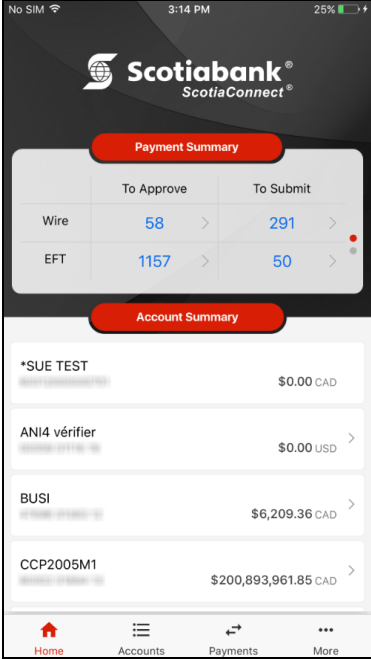 No SIM 3:14 PM 25%
Scotiabank®
ScotiaConnect®
Payment Summary
To Approve To Submit
Wire 58 291
EFT 1157 50
Account Summary
*SUE TEST
$0.00 CAD
ANI4 vérifier
$0.00 USD
BUSI
$6,209.36 CAD
CCP2005M1
$200,893,961.85 CAD
Home Accounts Payments More